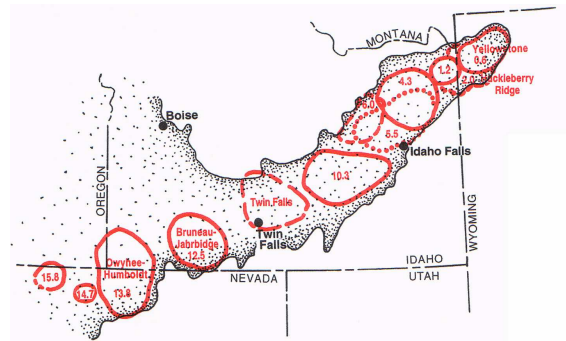 MONTANA
Yellowstone
0.6
1.2
2.0 Huckleberry
Ridge
4.3
6.0
5.5
Boise
Idaho Falls
10.3
OREGON
Twin Falls
Twin
Falls
WYOMING
Bruneau-
Jabrbidge
12.5
Owyhee-
Humboldt
13.8
15.8
14.7
NEVADA
IDAHO
UTAH